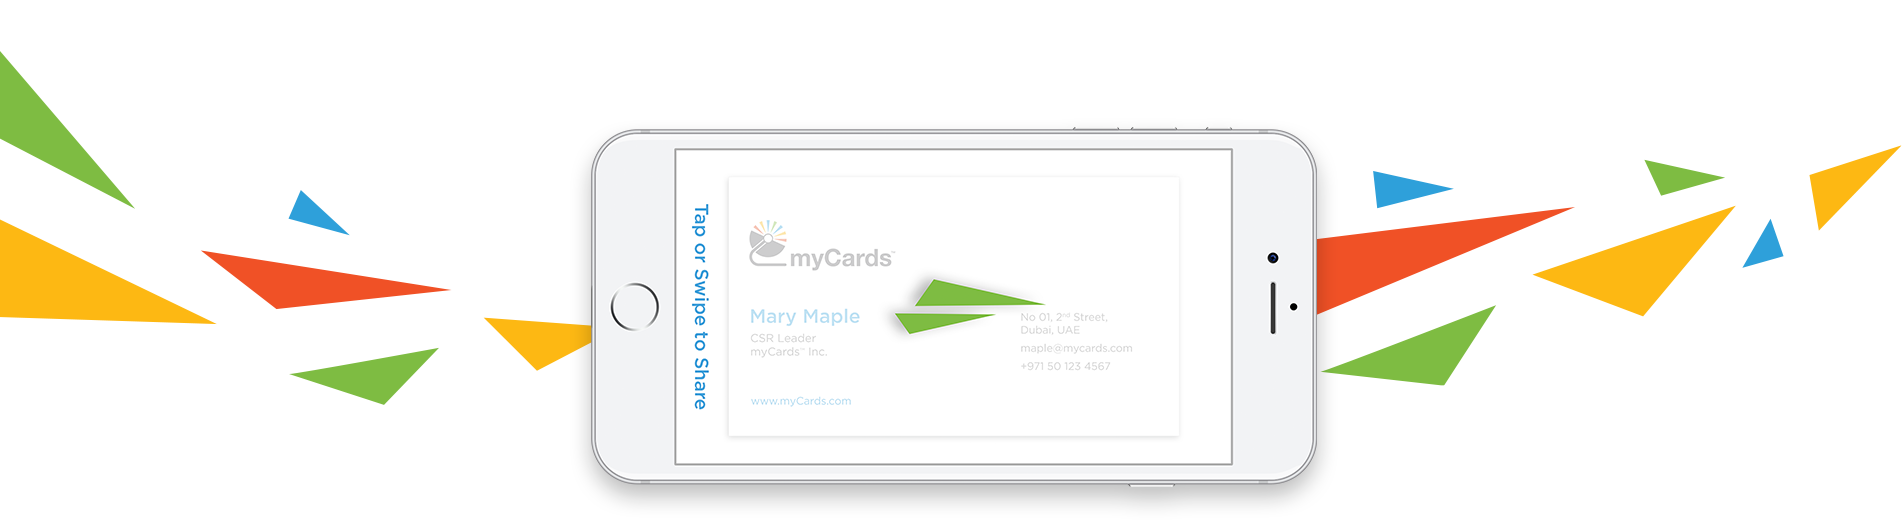 Tap or Swipe to Share
myCards™
Mary Maple
CSR Leader
myCards™ Inc.
www.myCards.com
No 01, 2nd Street,
Dubai, UAE
maple@mycards.com
+971 50 123 4567